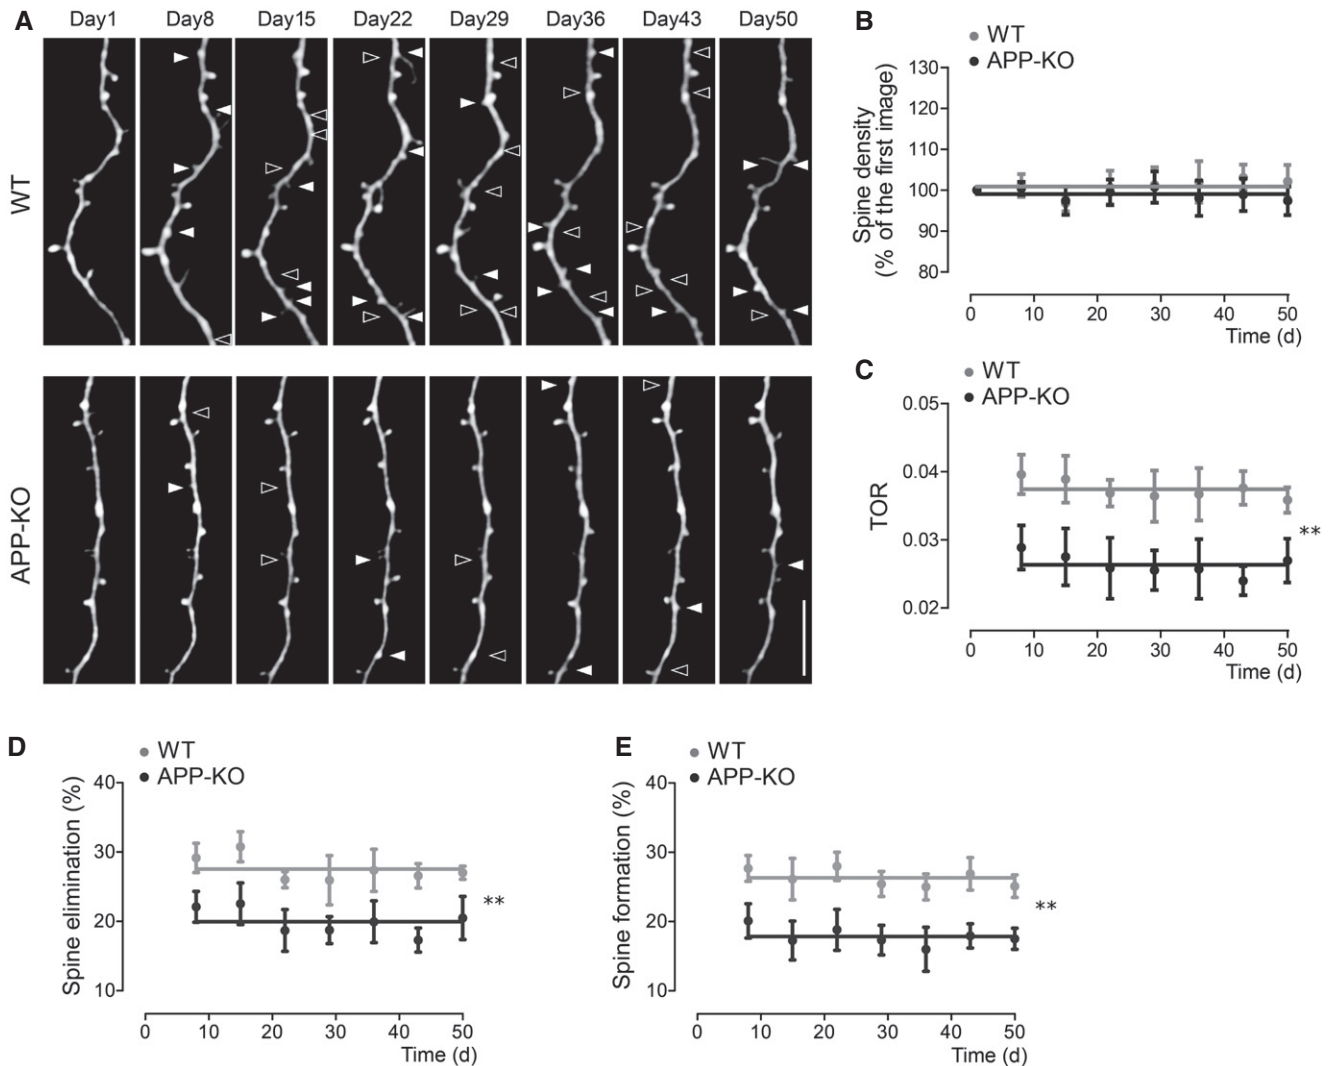 A
Day1 Day8 Day15 Day22 Day29 Day36 Day43 Day50
WT
APP-KO
B
WT
APP-KO
Spine density
(% of the first image)
130
120
110
100
90
80
0 10 20 30 40 50
Time (d)
C
WT
APP-KO
TOR
0.05
0.04
0.03
0.02
**
0 10 20 30 40 50
Time (d)
D
WT
APP-KO
Spine elimination (%)
40
30
20
10
**
0 10 20 30 40 50
Time (d)
E
WT
APP-KO
Spine formation (%)
40
30
20
10
**
0 10 20 30 40 50
Time (d)